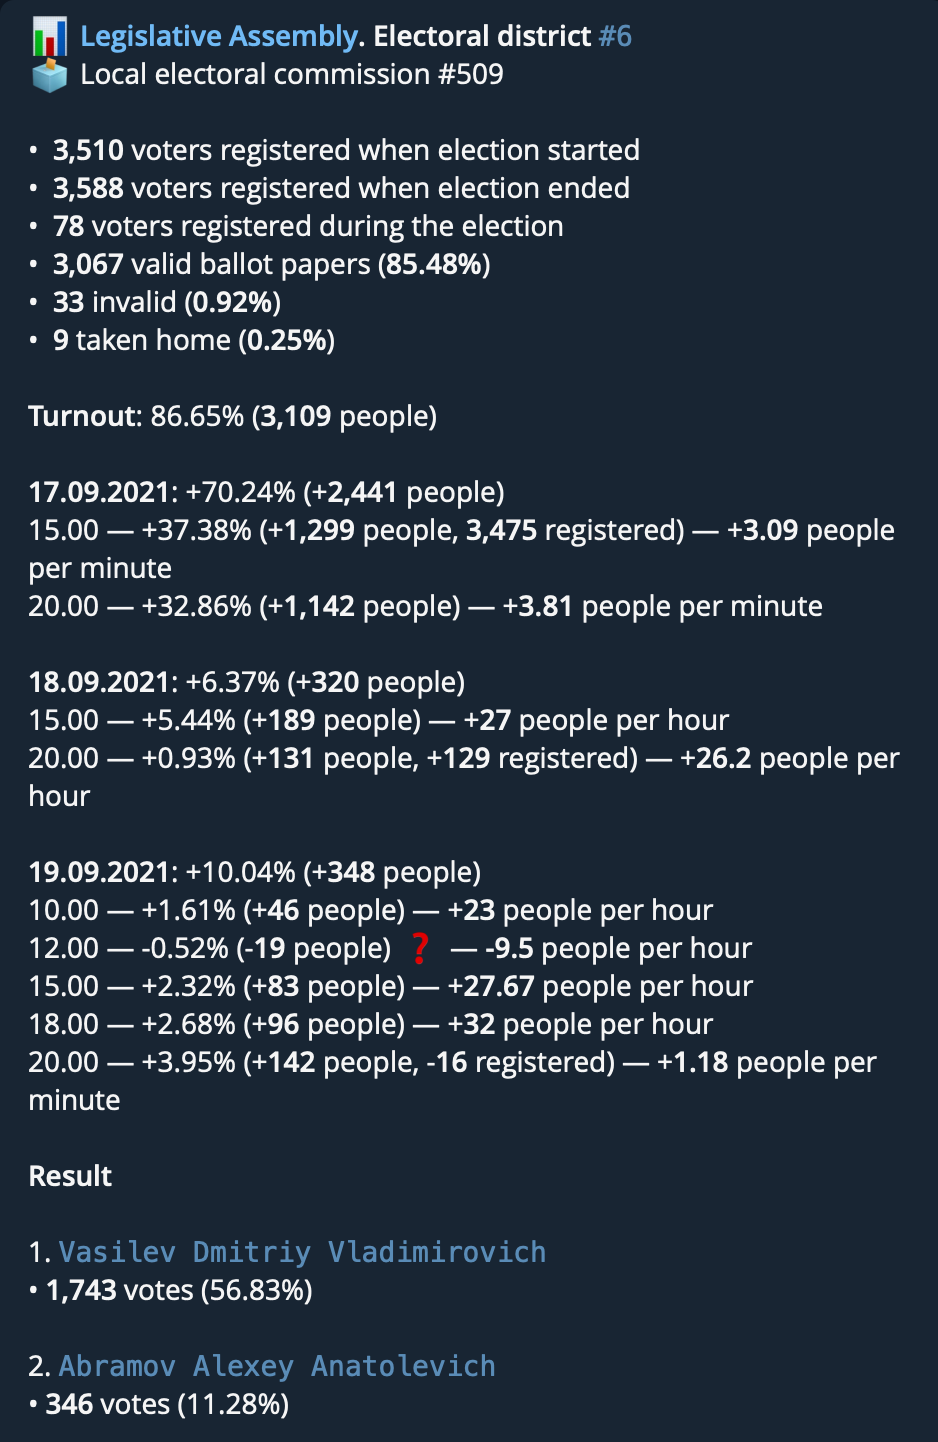 Legislative Assembly. Electoral district #6
Local electoral commission #509
• 3,510 voters registered when election started
• 3,588 voters registered when election ended
• 78 voters registered during the election
• 3,067 valid ballot papers (85.48%)
• 33 invalid (0.92%)
• 9 taken home (0.25%)
Turnout: 86.65% (3,109 people)
17.09.2021: +70.24% (+2,441 people)
15.00 — +37.38% (+1,299 people, 3,475 registered) — +3.09 people
per minute
20.00 — +32.86% (+1,142 people) — +3.81 people per minute
18.09.2021: +6.37% (+320 people)
15.00 — +5.44% (+189 people) — +27 people per hour
20.00 — +0.93% (+131 people, +129 registered) — +26.2 people per
hour
19.09.2021: +10.04% (+348 people)
10.00 — +1.61% (+46 people) — +23 people per hour
12.00 — -0.52% (-19 people) ❓ — -9.5 people per hour
15.00 — +2.32% (+83 people) — +27.67 people per hour
18.00 — +2.68% (+96 people) — +32 people per hour
20.00 — +3.95% (+142 people, -16 registered) — +1.18 people per
minute
Result
1. Vasilev Dmitriy Vladimirovich
• 1,743 votes (56.83%)
2. Abramov Alexey Anatolevich
• 346 votes (11.28%)